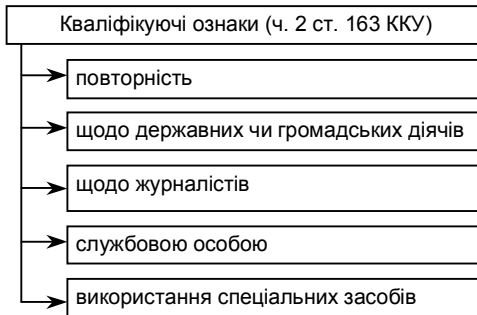 Кваліфікуючі ознаки (ч. 2 ст. 163 ККУ)
повторність
щодо державних чи громадських діячів
щодо журналістів
службовою особою
використання спеціальних засобів